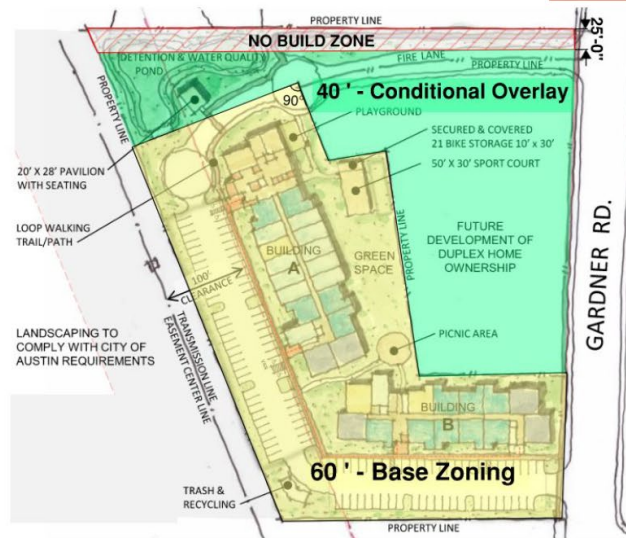 PROPERTY LINE
25'-0"
NO BUILD ZONE
DETENTION & WATER QUALITY
POND
FIRE LANE
PROPERTY LINE
PROPERTY LINE
90°
40 ' - Conditional Overlay
PLAYGROUND
SECURED & COVERED
21 BIKE STORAGE 10' x 30'
50' X 30' SPORT COURT
20' X 28' PAVILION
WITH SEATING
LOOP WALKING
TRAIL/PATH
BUILDING
A
GREEN
SPACE
PROPERTY LINE
FUTURE
DEVELOPMENT OF
DUPLEX HOME
OWNERSHIP
GARDNER RD.
100'
CLEARANCE
TRANSMISSION LINE
EASEMENT CENTER LINE
LANDSCAPING TO
COMPLY WITH CITY OF
AUSTIN REQUIREMENTS
PICNIC AREA
BUILDING
B
60 ' - Base Zoning
TRASH &
RECYCLING
PROPERTY LINE